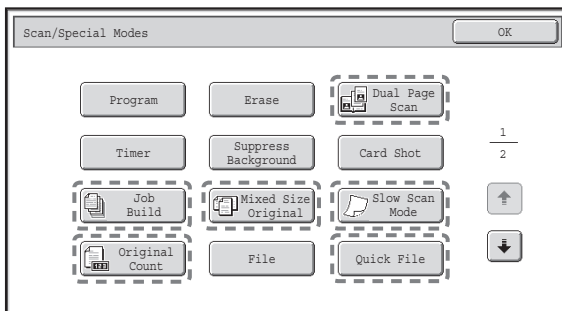 Scan/Special Modes
OK
Program
Erase
Dual Page
Scan
Timer
Suppress
Background
Card Shot
1
2
Job
Build
Mixed Size
Original
Slow Scan
Mode
Original
Count
123
File
Quick File